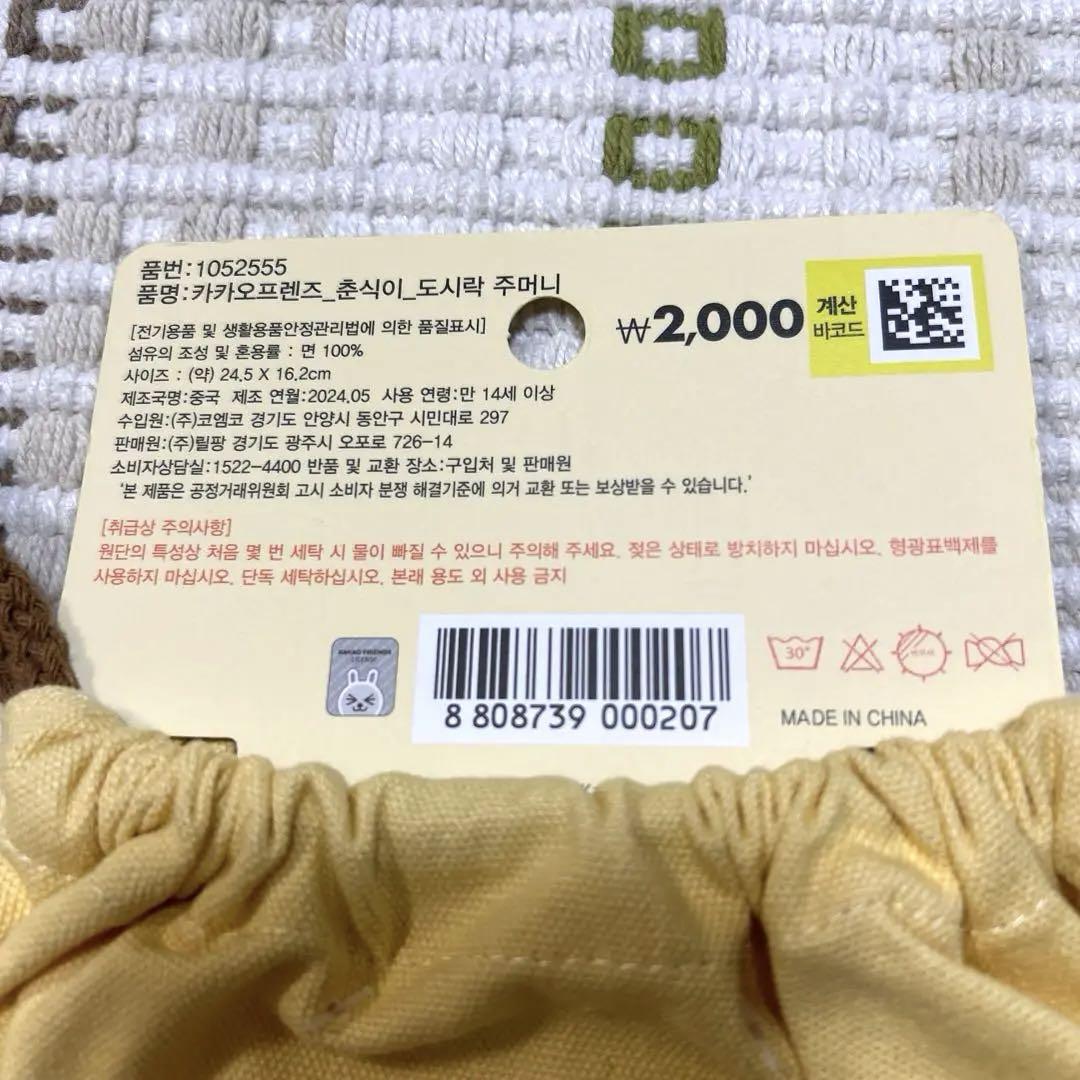 품번:1052555
품명:카카오프렌즈_춘식이_도시락 주머니
₩2,000
계산
바코드
[전기용품 및 생활용품안정관리법에 의한 품질표시]
섬유의 조성 및 혼용률 : 면 100%
사이즈 : (약) 24.5 X 16.2cm
제조국명:중국 제조 연월:2024.05 사용 연령:만 14세 이상
수입원:(주)코엠코 경기도 안양시 동안구 시민대로 297
판매원:(주)릴팡 경기도 광주시 오포로 726-14
소비자상담실:1522-4400 반품 및 교환 장소:구입처 및 판매원
'본 제품은 공정거래위원회 고시 소비자 분쟁 해결기준에 의거 교환 또는 보상받을 수 있습니다.'
[취급상 주의사항]
원단의 특성상 처음 몇 번 세탁 시 물이 빠질 수 있으니 주의해 주세요. 젖은 상태로 방치하지 마십시오. 형광표백제를
사용하지 마십시오. 단독 세탁하십시오. 본래 용도 외 사용 금지
KAKAO FRIENDS
LICENSE
30°
8 808739 000207
MADE IN CHINA